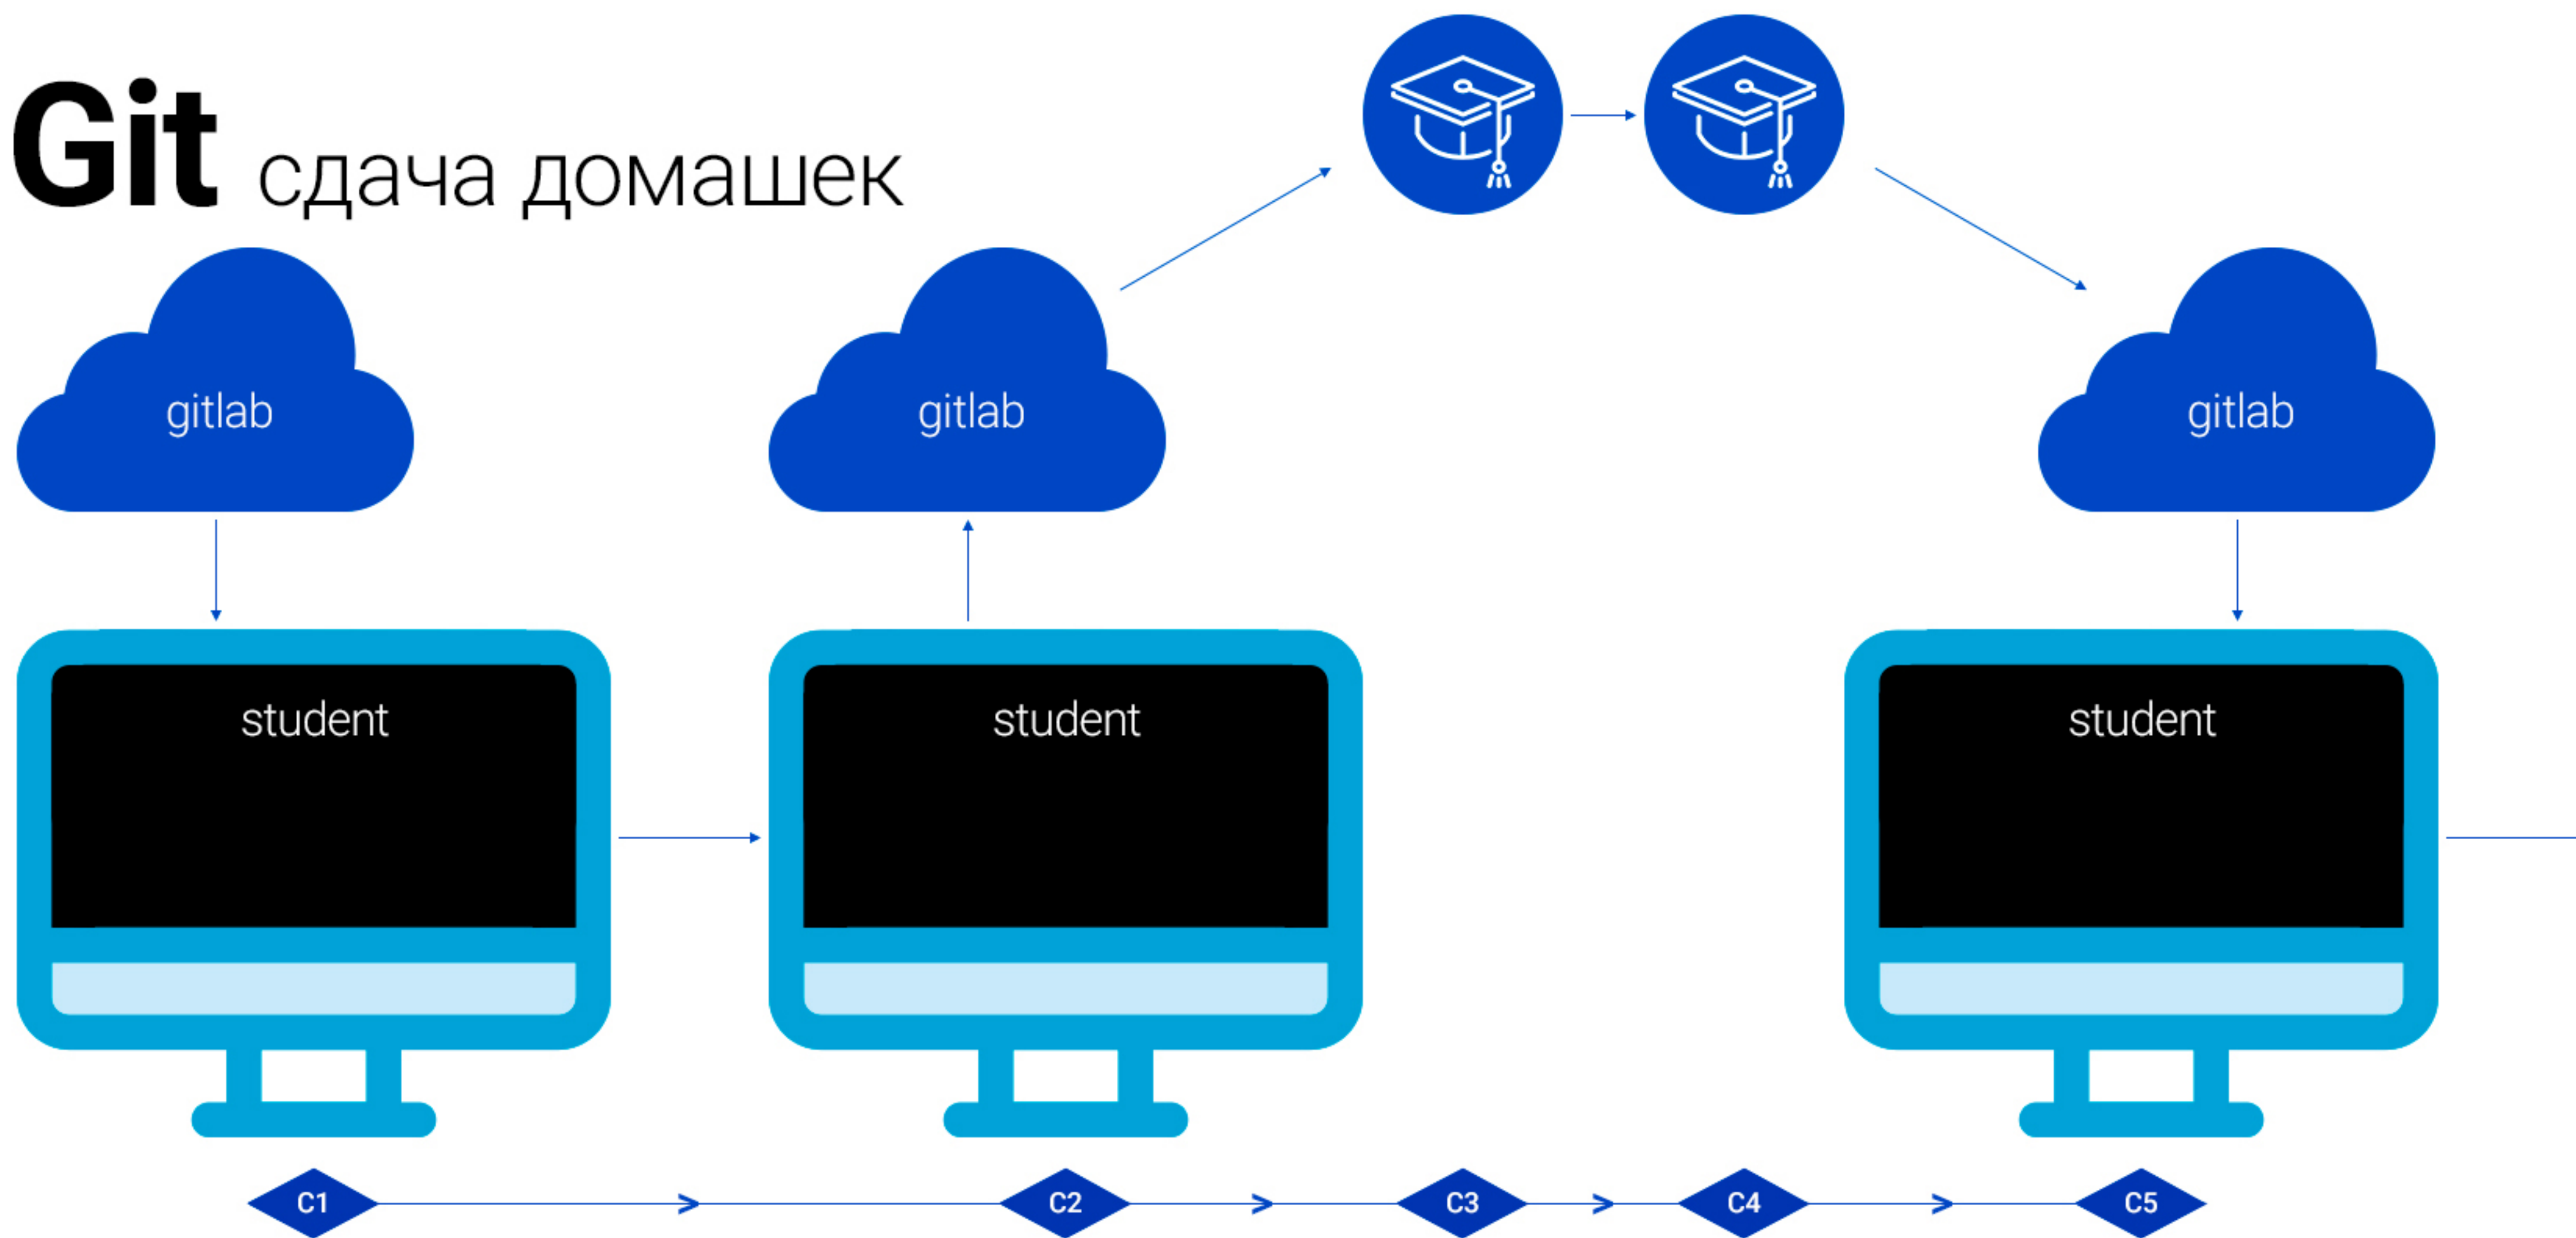 Git сдача домашек
gitlab
gitlab
gitlab
student
student
student
C1
C2
C3
C4
C5